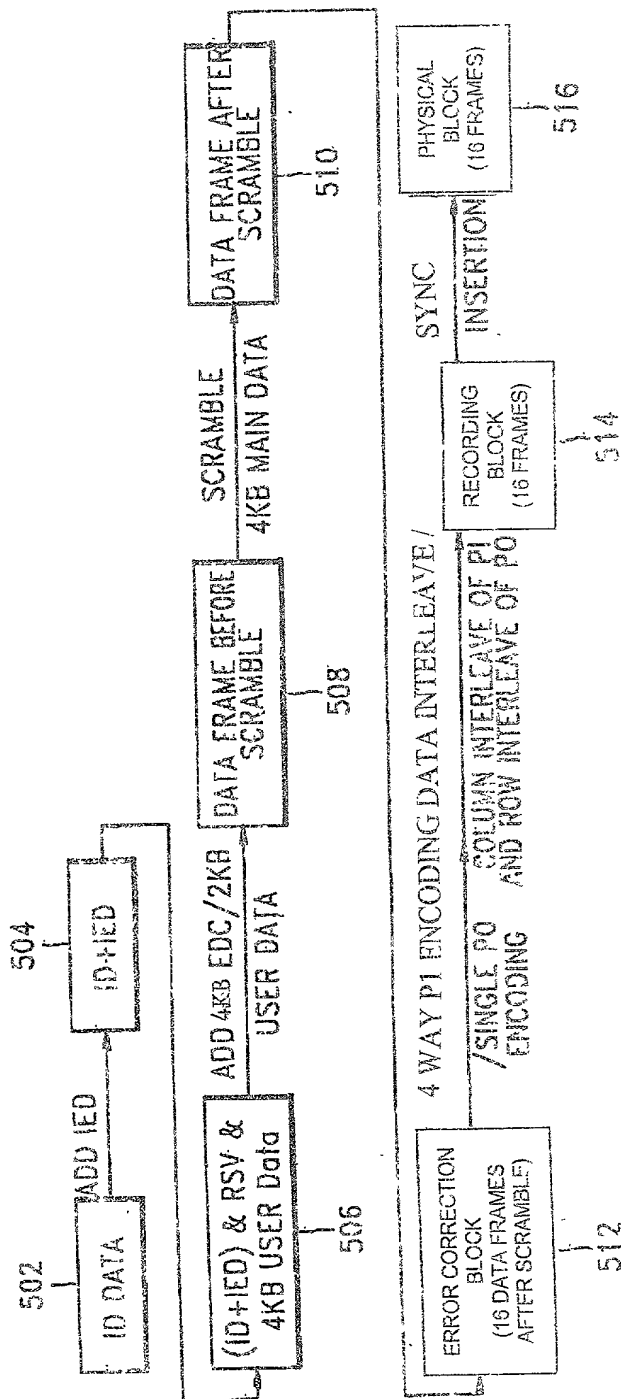 502
ID DATA
ADD IED
504
ID+IED
(ID+IED) & RSV &
4KB USER Data
506
ADD 4KB EDC/2KB
USER DATA
DATA FRAME BEFORE
SCRAMBLE
508
SCRAMBLE
4KB MAIN DATA
DATA FRAME AFTER
SCRAMBLE
510
ERROR CORRECTION
BLOCK
(16 DATA FRAMES
AFTER SCRAMBLE)
512
4 WAY P1 ENCODING DATA INTERLEAVE /
/SINGLE PO
ENCODING
COLUMN INTERLEAVE OF PI
AND ROW INTERLEAVE OF PO
RECORDING
BLOCK
(16 FRAMES)
514
SYNC
INSERTION
PHYSICAL
BLOCK
(16 FRAMES)
516